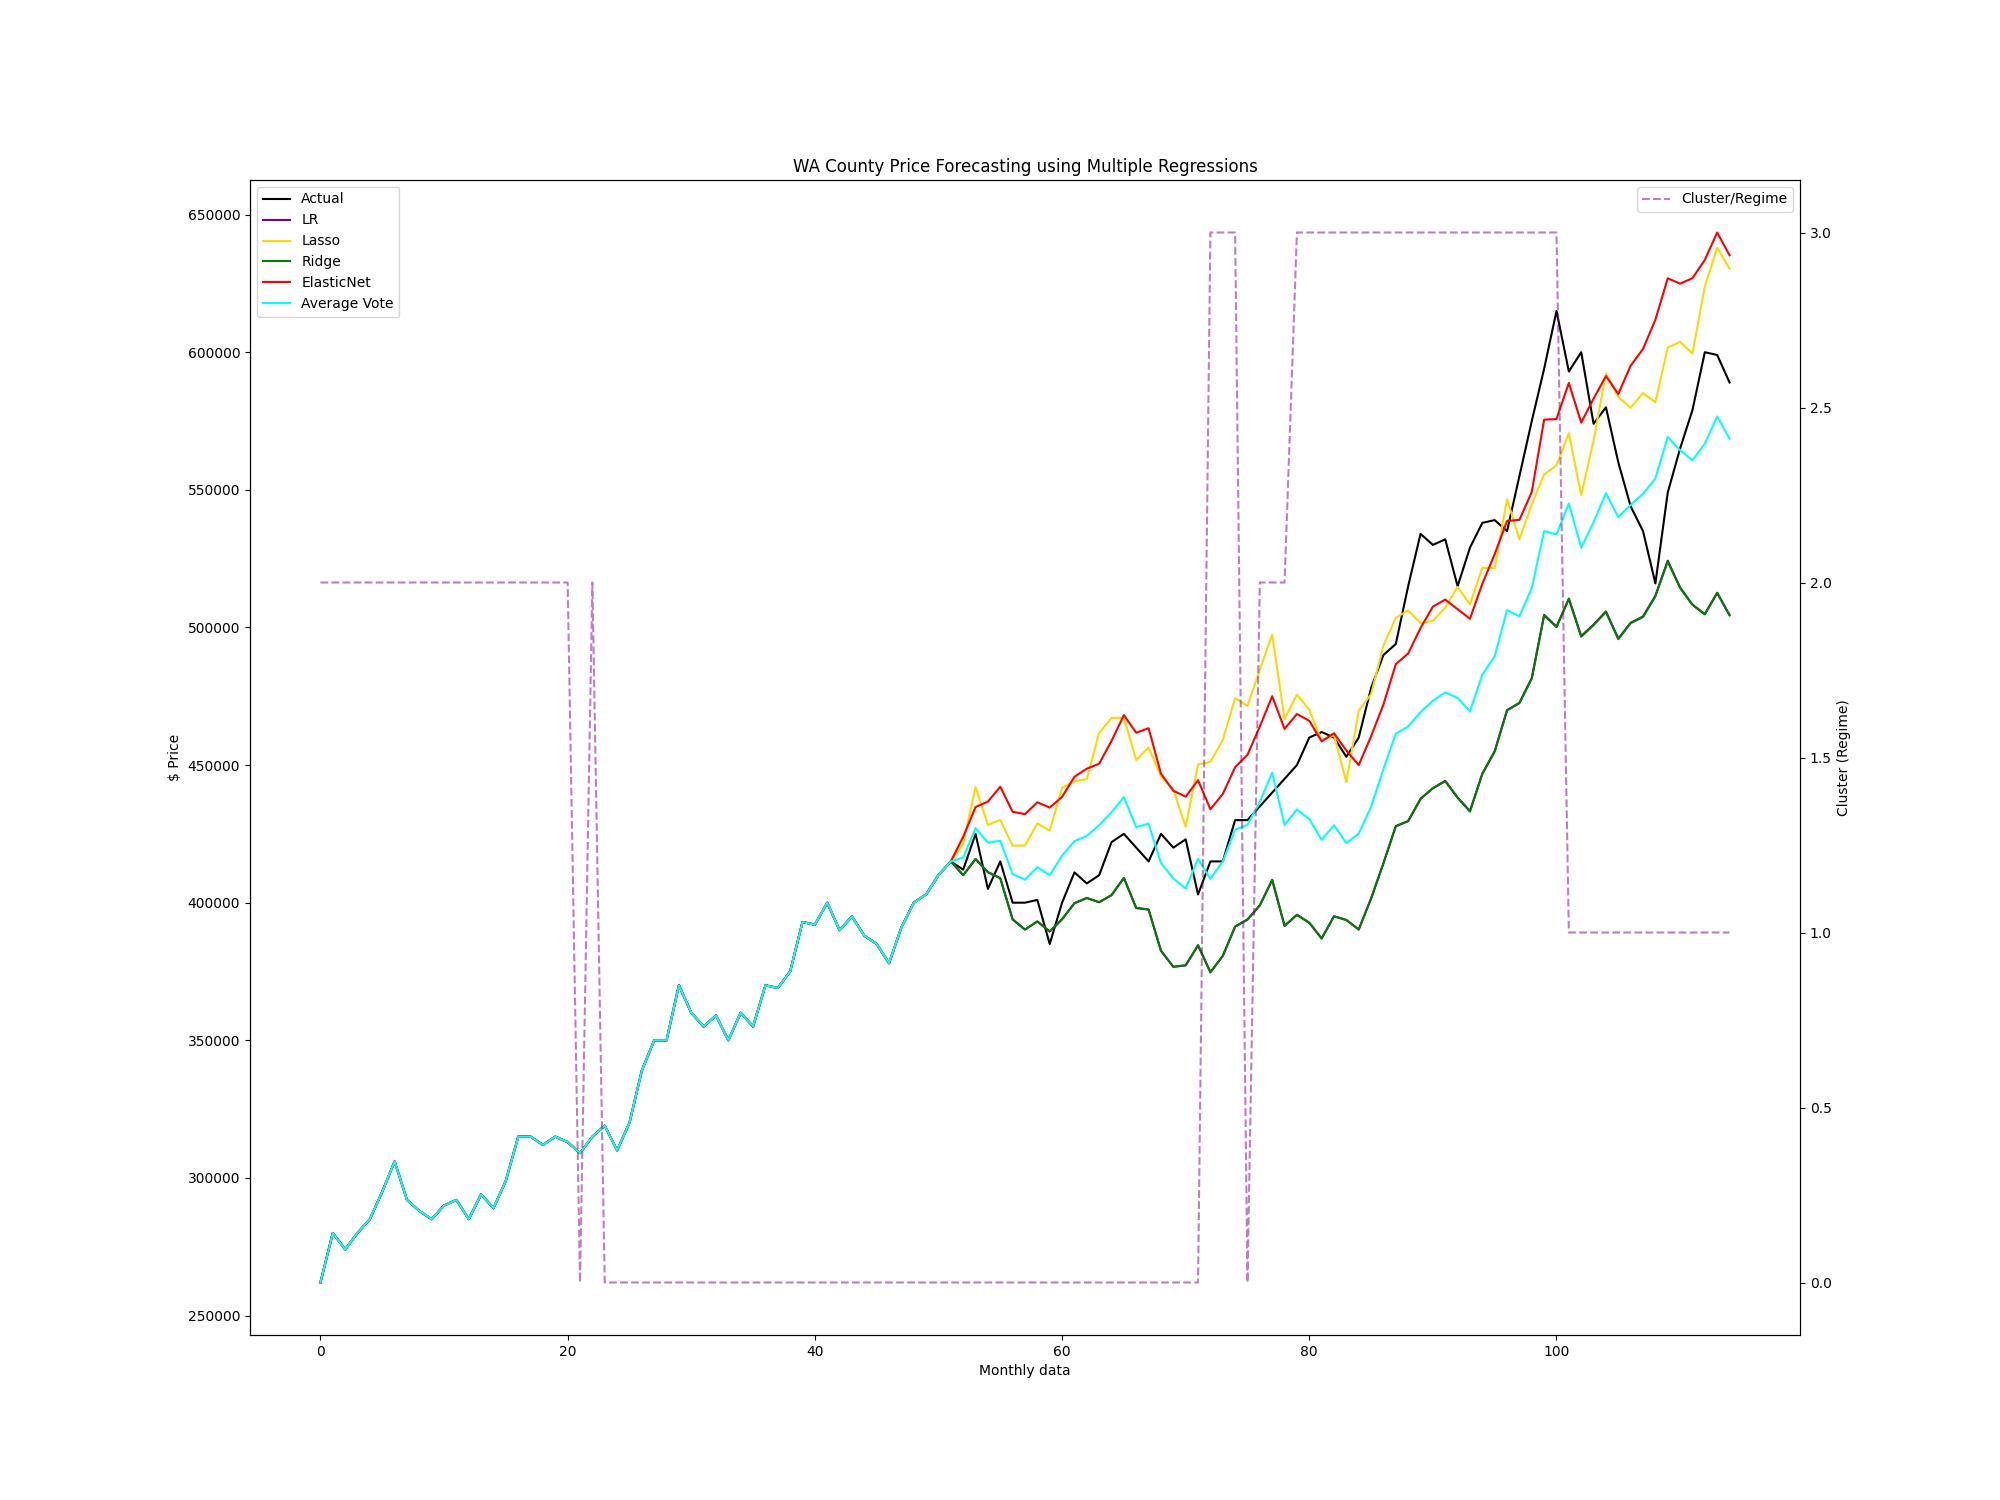 WA County Price Forecasting using Multiple Regressions
Actual
LR
Lasso
Ridge
ElasticNet
Average Vote
Cluster/Regime
650000
600000
550000
500000
450000
400000
350000
300000
250000
$ Price
3.0
2.5
2.0
1.5
1.0
0.5
0.0
Cluster (Regime)
0 20 40 60 80 100
Monthly data